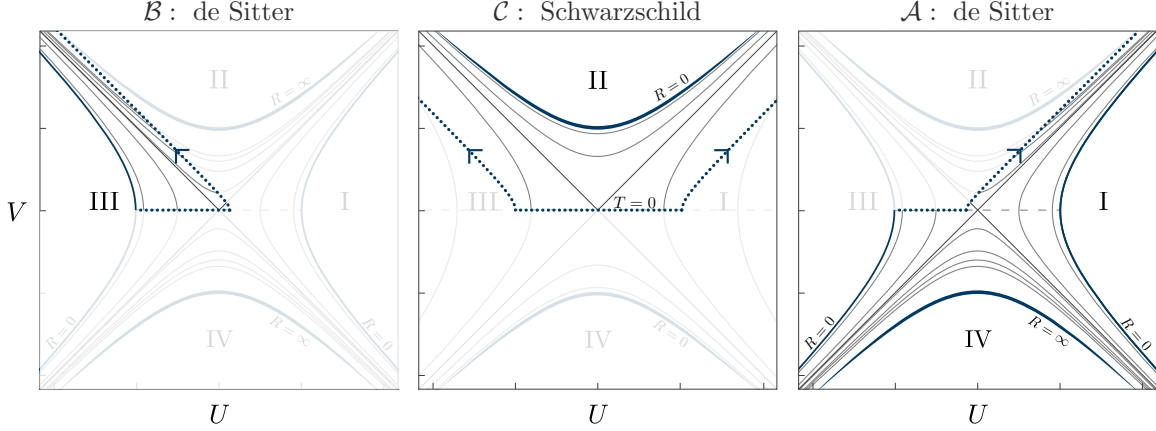 𝓑 : de Sitter
𝓒 : Schwarzschild
𝓐 : de Sitter
II
R = ∞
III
I
IV
R = 0
R = ∞
R = 0
II
R = 0
III
T = 0
I
IV
R = 0
II
R = ∞
III
I
IV
R = 0
R = ∞
R = 0
V
U
U
U